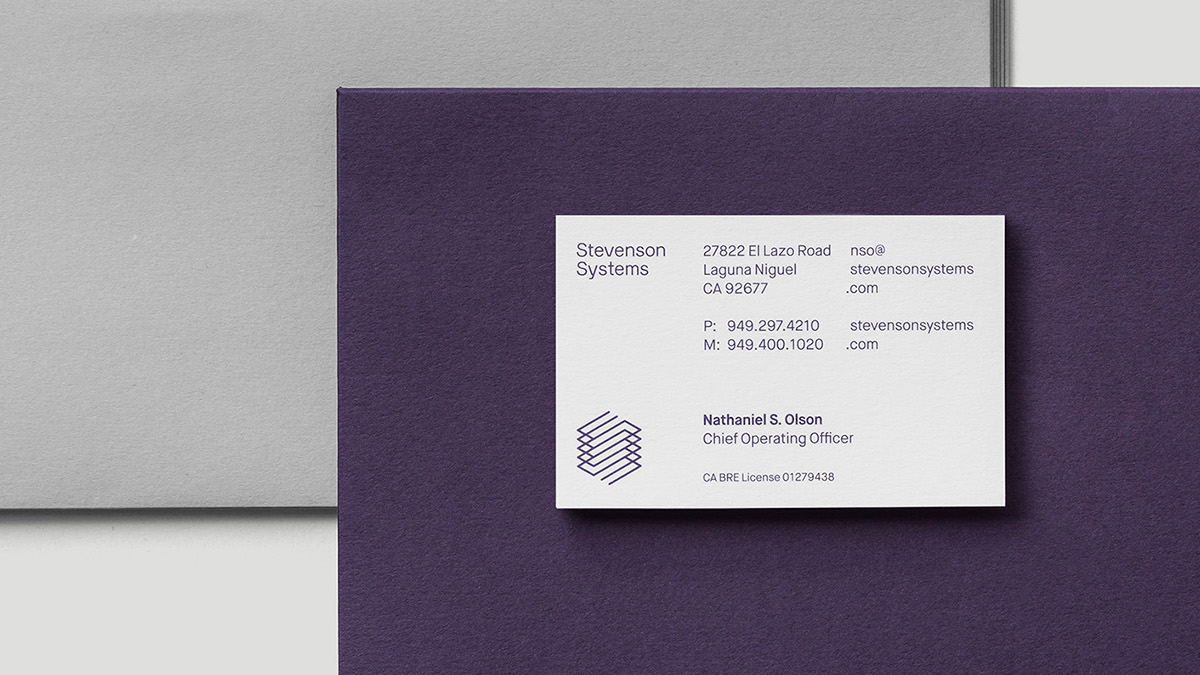 Stevenson
Systems
27822 El Lazo Road
Laguna Niguel
CA 92677
P: 949.297.4210
M: 949.400.1020
nso@
stevensonsystems
.com
stevensonsystems
.com
Nathaniel S. Olson
Chief Operating Officer
CA BRE License 01279438